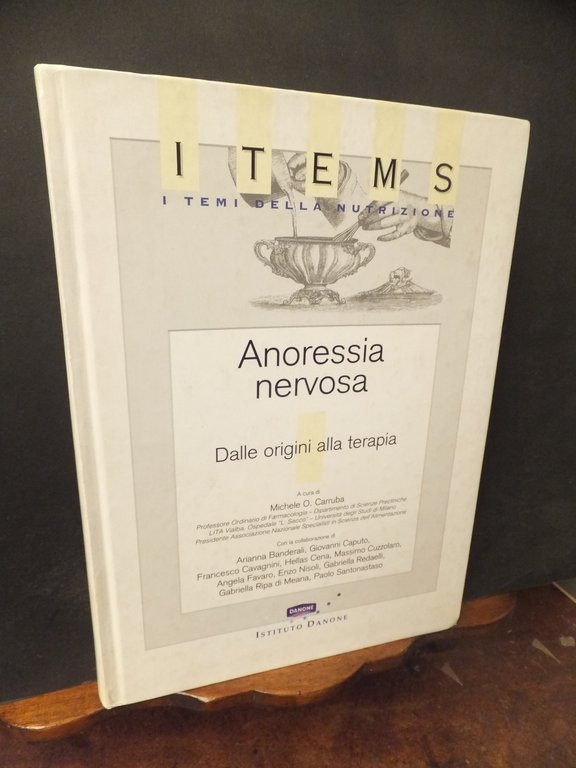 ITEMS
I TEMI DELLA NUTRIZIONE
Anoressia
nervosa
Dalle origini alla terapia
A cura di
Michele O. Carruba
Professore Ordinario di Farmacologia – Dipartimento di Scienze Precliniche
LITA Vialba, Ospedale "L. Sacco" – Università degli Studi di Milano
Presidente Associazione Nazionale Specialisti in Scienza dell'Alimentazione
Con la collaborazione di
Arianna Banderali, Giovanni Caputo,
Francesco Cavagnini, Hellas Cena, Massimo Cuzzolaro,
Angela Favaro, Enzo Nisoli, Gabriella Redaelli,
Gabriella Ripa di Meana, Paolo Santonastaso
DANONE
ISTITUTO DANONE